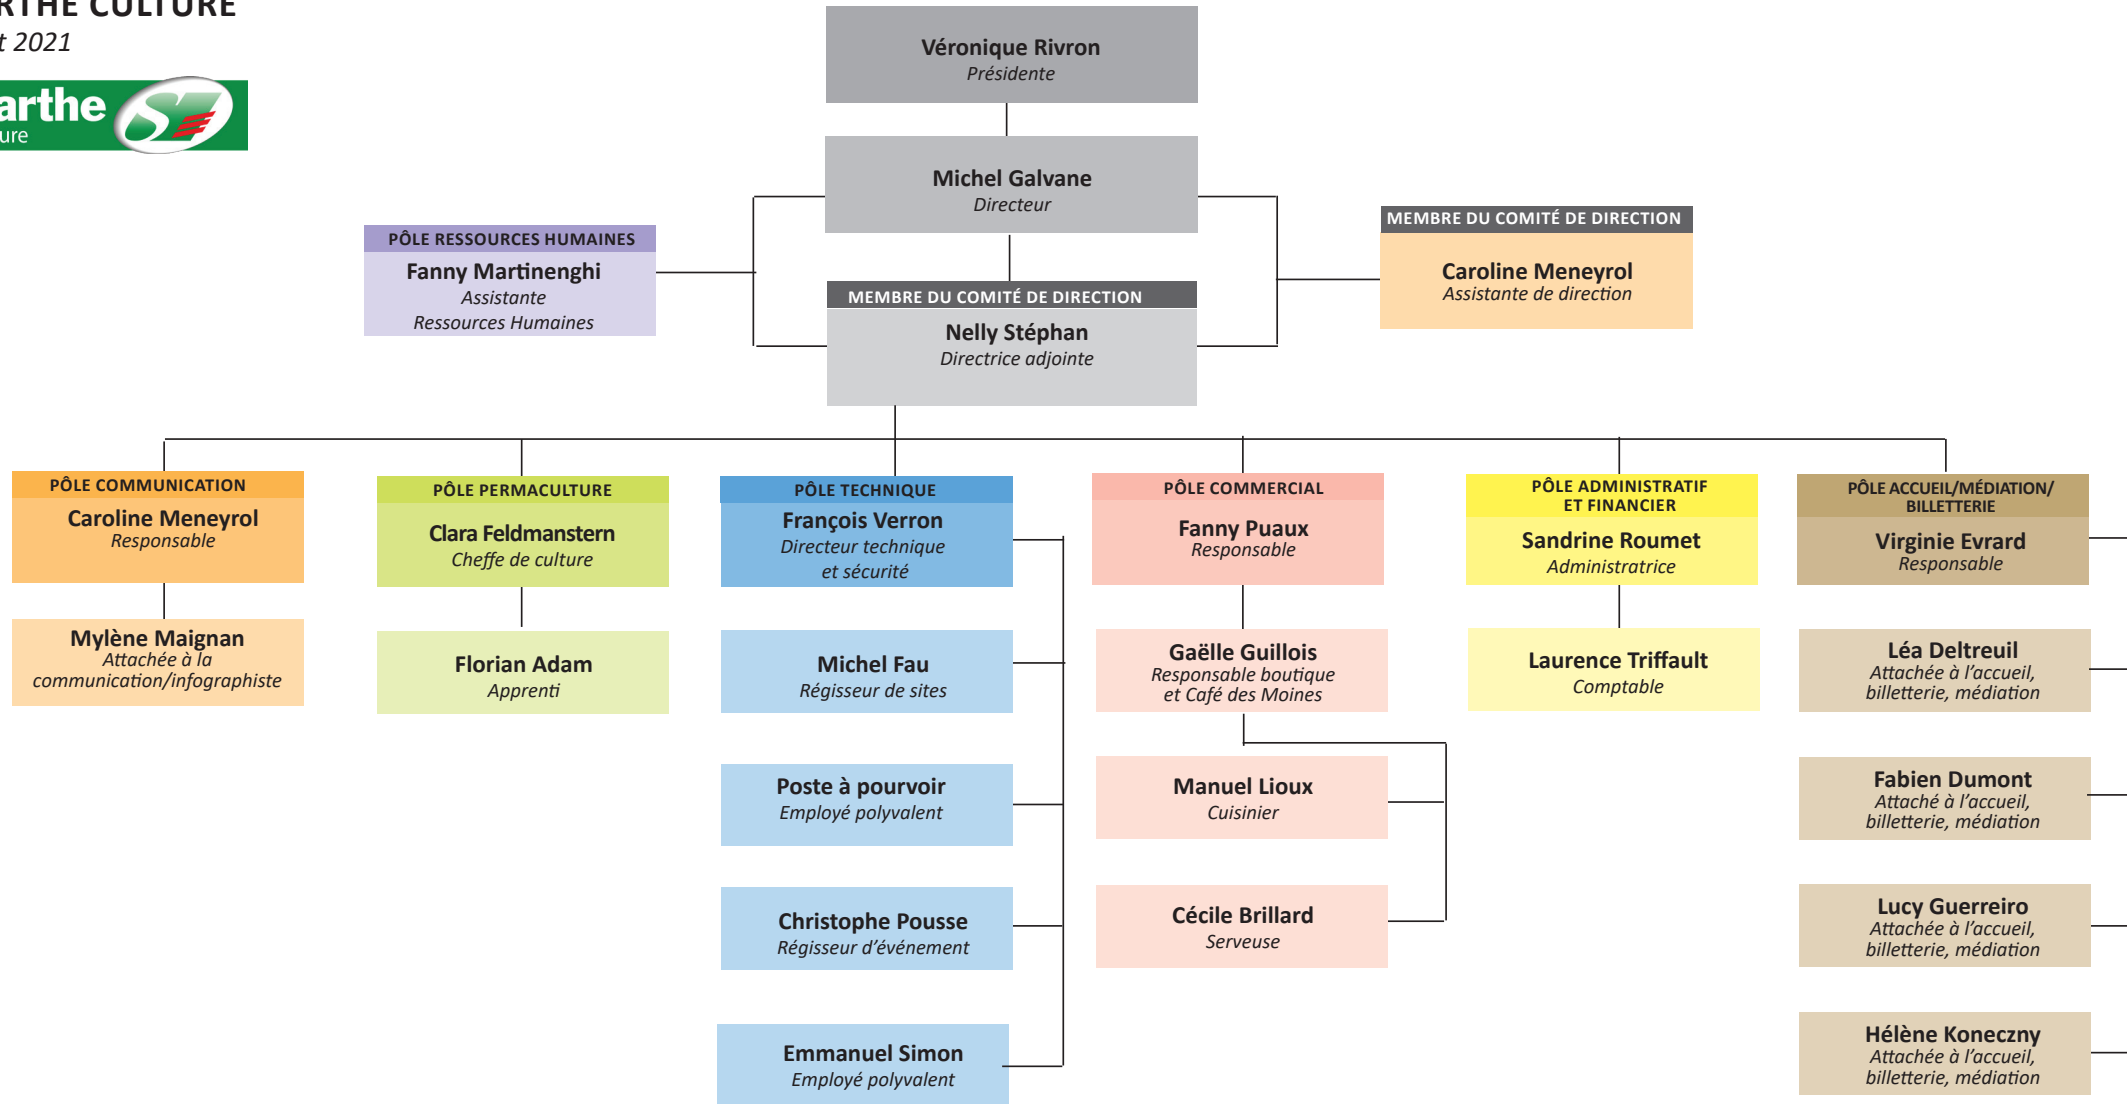 RTHE CULTURE
t 2021
arthe
ure
Véronique Rivron
Présidente
Michel Galvane
Directeur
PÔLE RESSOURCES HUMAINES
Fanny Martinenghi
Assistante
Ressources Humaines
MEMBRE DU COMITÉ DE DIRECTION
Caroline Meneyrol
Assistante de direction
MEMBRE DU COMITÉ DE DIRECTION
Nelly Stéphan
Directrice adjointe
PÔLE COMMUNICATION
Caroline Meneyrol
Responsable
Mylène Maignan
Attachée à la
communication/infographiste
PÔLE PERMACULTURE
Clara Feldmanstern
Cheffe de culture
Florian Adam
Apprenti
PÔLE TECHNIQUE
François Verron
Directeur technique
et sécurité
Michel Fau
Régisseur de sites
Poste à pourvoir
Employé polyvalent
Christophe Pousse
Régisseur d’événement
Emmanuel Simon
Employé polyvalent
PÔLE COMMERCIAL
Fanny Puaux
Responsable
Gaëlle Guillois
Responsable boutique
et Café des Moines
Manuel Lioux
Cuisinier
Cécile Brillard
Serveuse
PÔLE ADMINISTRATIF
ET FINANCIER
Sandrine Roumet
Administratrice
Laurence Triffault
Comptable
PÔLE ACCUEIL/MÉDIATION/
BILLETTERIE
Virginie Evrard
Responsable
Léa Deltreuil
Attachée à l’accueil,
billetterie, médiation
Fabien Dumont
Attaché à l’accueil,
billetterie, médiation
Lucy Guerreiro
Attachée à l’accueil,
billetterie, médiation
Hélène Koneczny
Attachée à l’accueil,
billetterie, médiation